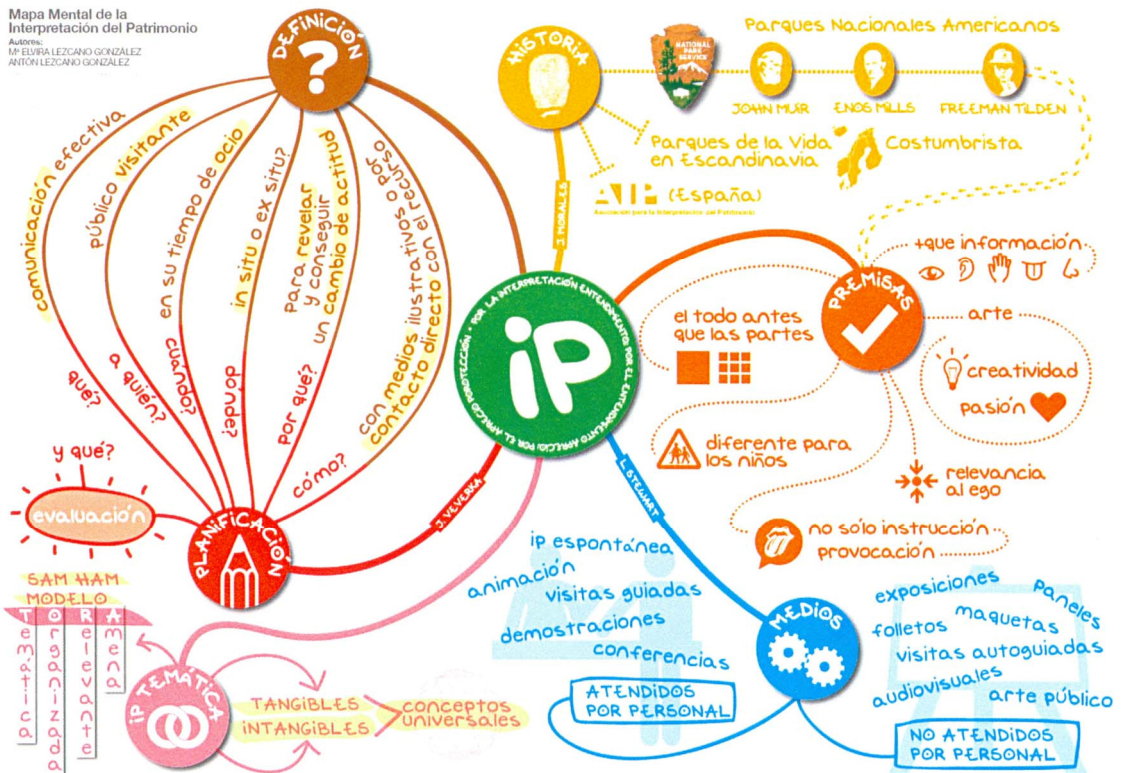 Mapa Mental de la
Interpretación del Patrimonio
Autores:
Mª ELVIRA LEZCANO GONZÁLEZ
ANTÓN LEZCANO GONZÁLEZ
DEFINICIÓN
?
comunicación efectiva
público visitante
en su tiempo de ocio
in situ o ex situ?
Para revelar
y conseguir
un cambio de actitud
con medios ilustrativos o por
contacto directo con el recurso
qué?
a quién?
cuándo?
dónde?
por qué?
cómo?
y qué?
evaluación
PLANIFICACIÓN
J. VEVERKA
HISTORIA
J. MORALES
NATIONAL
PARK
SERVICE
Parques Nacionales Americanos
JOHN MUIR
ENOS MILLS
FREEMAN TILDEN
Parques de la Vida
en Escandinavia
Costumbrista
AIP (España)
Asociación para la Interpretación del Patrimonio
POR LA INTERPRETACIÓN ENTENDIMIENTO; POR EL ENTENDIMIENTO APRECIO; POR EL APRECIO PROTECCIÓN
iP
PREMISAS
+que información
el todo antes
que las partes
arte
creatividad
pasión
diferente para
los niños
relevancia
al ego
no sólo instrucción
provocación
L. STEWART
MEDIOS
ip espontánea
animación
visitas guiadas
demostraciones
conferencias
ATENDIDOS
POR PERSONAL
exposiciones
paneles
folletos
maquetas
visitas autoguiadas
audiovisuales
arte público
NO ATENDIDOS
POR PERSONAL
SAM HAM
MODELO
Temática
Organizada
Relevante
Amena
iP TEMÁTICA
TANGIBLES
INTANGIBLES
conceptos
universales